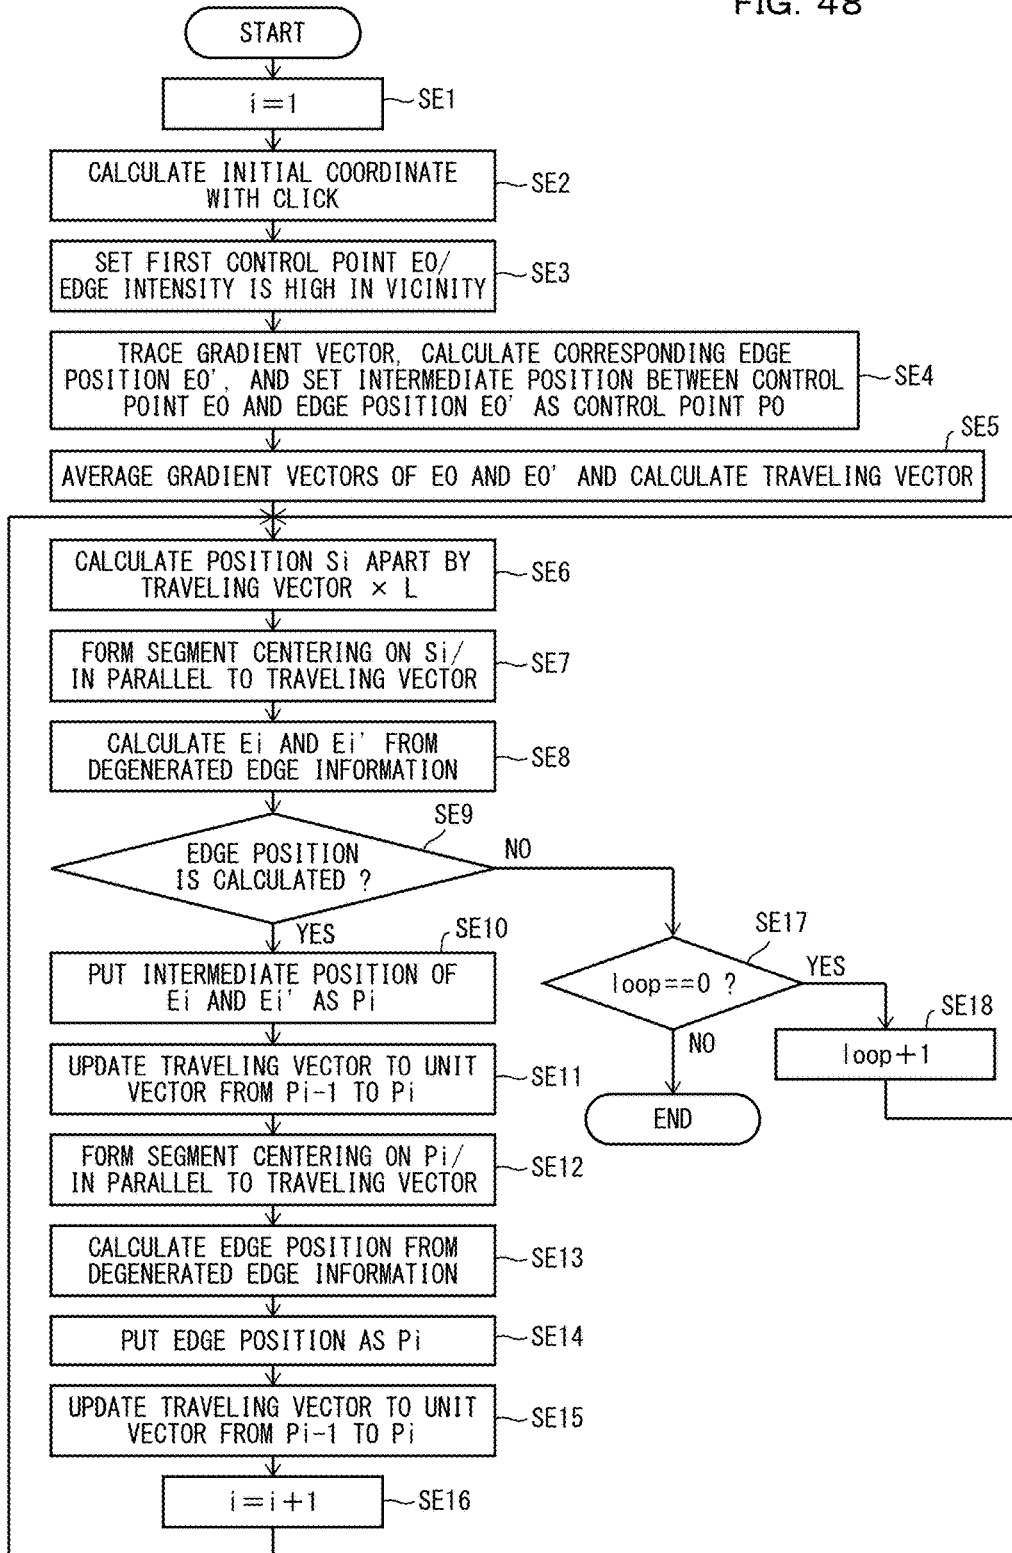 FIG. 48
START
i=1
SE1
CALCULATE INITIAL COORDINATE
WITH CLICK
SE2
SET FIRST CONTROL POINT E0/
EDGE INTENSITY IS HIGH IN VICINITY
SE3
TRACE GRADIENT VECTOR, CALCULATE CORRESPONDING EDGE
POSITION E0', AND SET INTERMEDIATE POSITION BETWEEN CONTROL
POINT E0 AND EDGE POSITION E0' AS CONTROL POINT P0
SE4
SE5
AVERAGE GRADIENT VECTORS OF E0 AND E0' AND CALCULATE TRAVELING VECTOR
CALCULATE POSITION Si APART BY
TRAVELING VECTOR × L
SE6
FORM SEGMENT CENTERING ON Si/
IN PARALLEL TO TRAVELING VECTOR
SE7
CALCULATE Ei AND Ei' FROM
DEGENERATED EDGE INFORMATION
SE8
SE9
EDGE POSITION
IS CALCULATED ?
NO
YES
SE10
PUT INTERMEDIATE POSITION OF
Ei AND Ei' AS Pi
SE17
loop==0 ?
YES
NO
SE18
loop+1
END
UPDATE TRAVELING VECTOR TO UNIT
VECTOR FROM Pi-1 TO Pi
SE11
FORM SEGMENT CENTERING ON Pi/
IN PARALLEL TO TRAVELING VECTOR
SE12
CALCULATE EDGE POSITION FROM
DEGENERATED EDGE INFORMATION
SE13
PUT EDGE POSITION AS Pi
SE14
UPDATE TRAVELING VECTOR TO UNIT
VECTOR FROM Pi-1 TO Pi
SE15
i=i+1
SE16